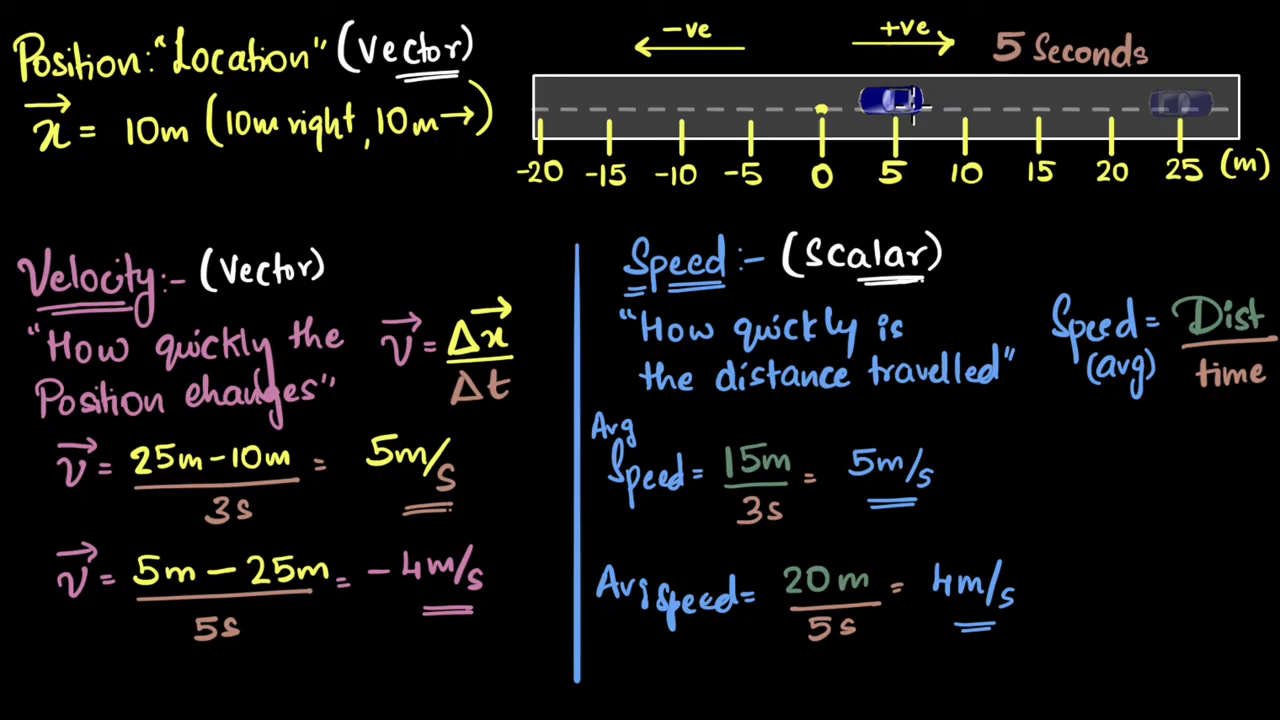 Position:- "Location" (Vector)
x⃗ = 10m (10m right, 10m →)
-ve
+ve
5 Seconds
-20 -15 -10 -5 0 5 10 15 20 25 (m)
Velocity:- (Vector)
"How quickly the
Position changes"
v⃗ = Δx⃗ / Δt
v⃗ = 25m - 10m / 3s = 5m/s
v⃗ = 5m - 25m / 5s = -4m/s
Speed:- (Scalar)
"How quickly is
the distance travelled"
Speed (avg) = Dist / time
Avg Speed = 15m / 3s = 5m/s
Av; speed = 20m / 5s = 4m/s